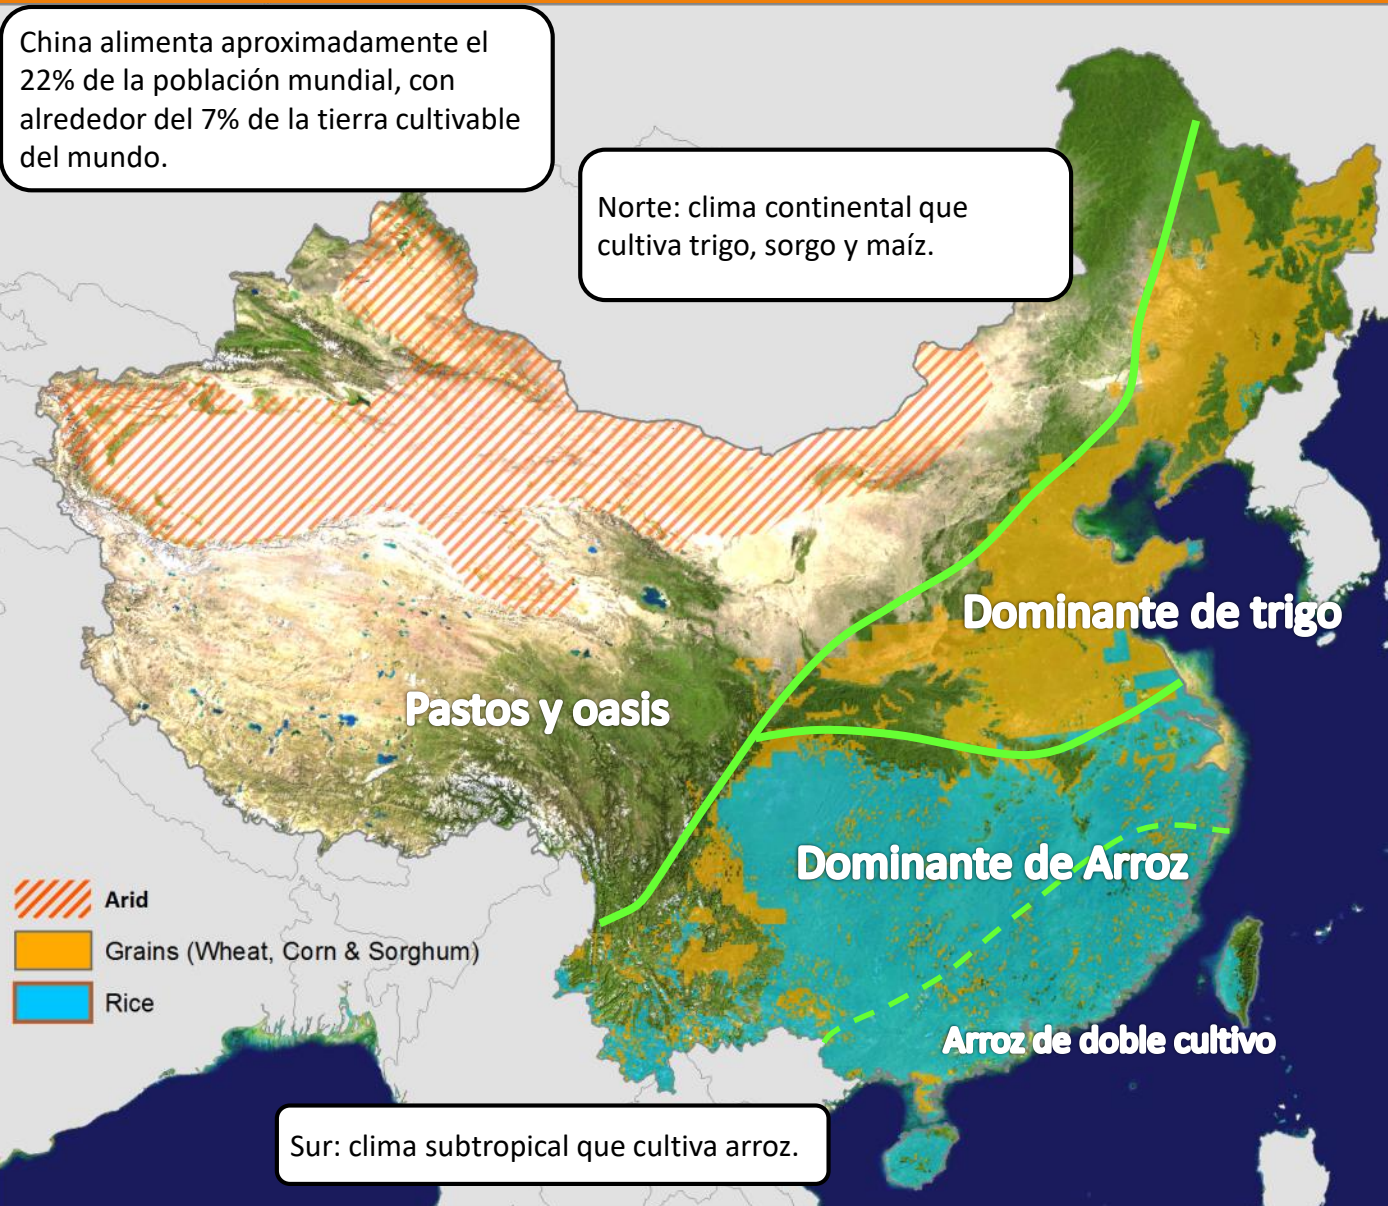 China alimenta aproximadamente el
22% de la población mundial, con
alrededor del 7% de la tierra cultivable
del mundo.
Norte: clima continental que
cultiva trigo, sorgo y maíz.
Dominante de trigo
Pastos y oasis
Dominante de Arroz
Arid
Grains (Wheat, Corn & Sorghum)
Rice
Arroz de doble cultivo
Sur: clima subtropical que cultiva arroz.